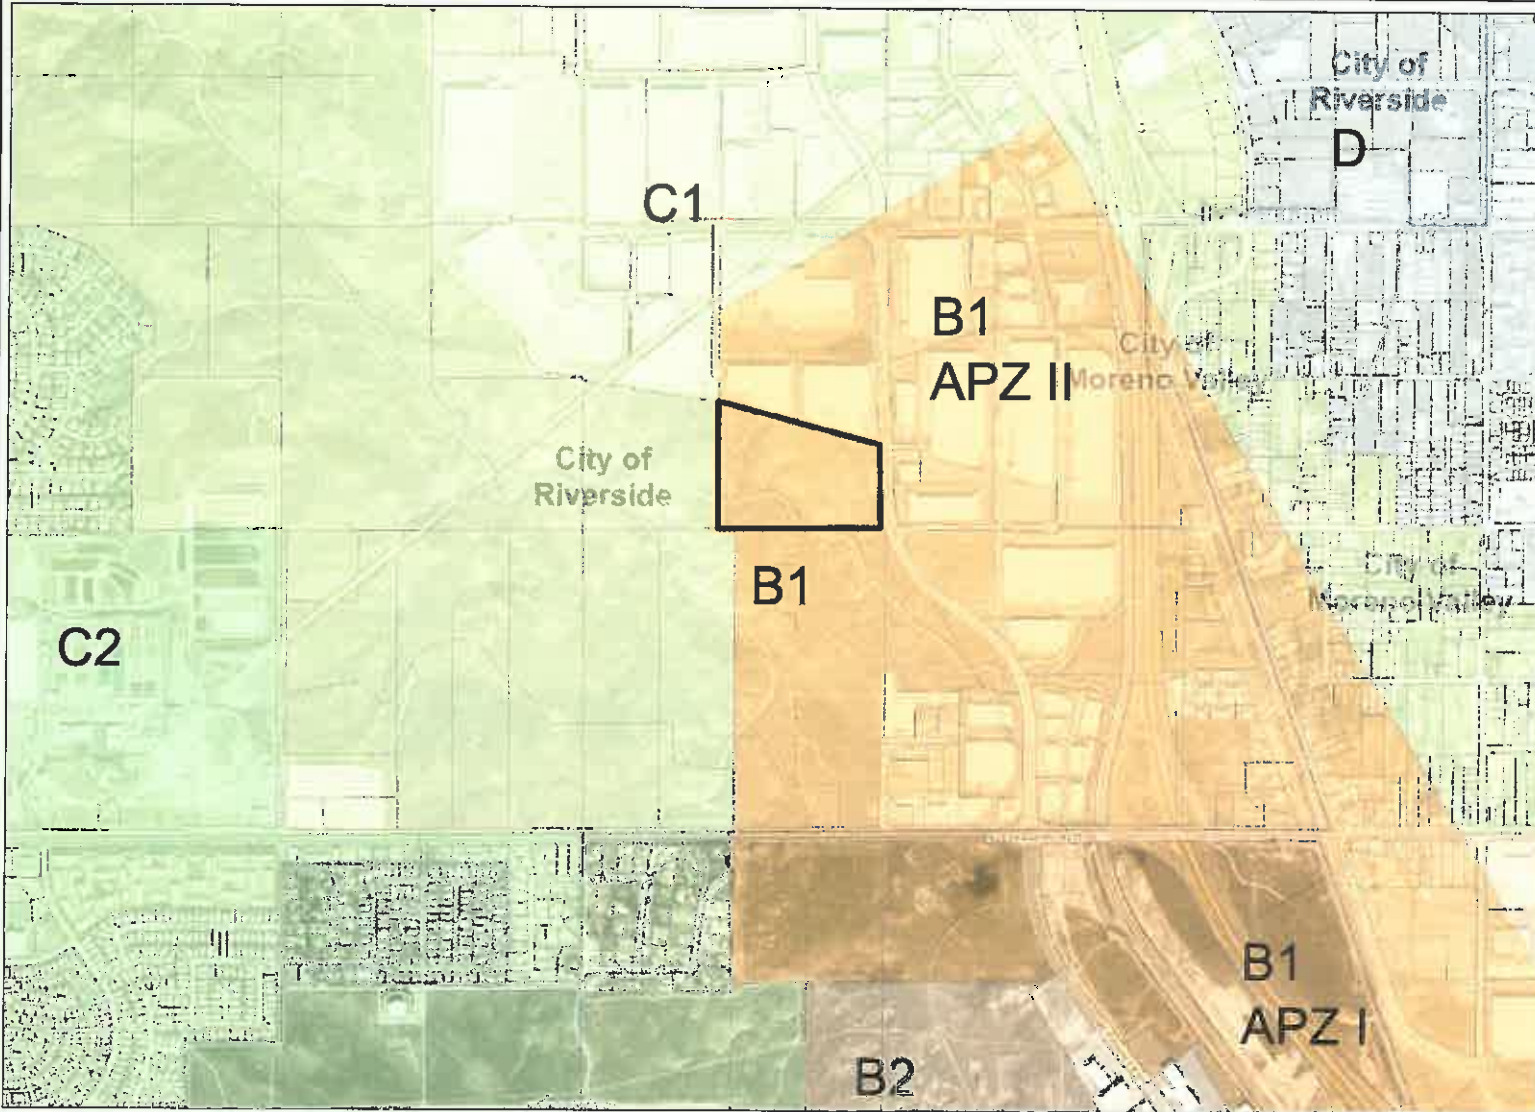 City of
Riverside
D
C1
B1
APZ II
City of
Moreno Valley
City of
Riverside
B1
City of
Moreno Valley
C2
B1
APZ I
B2